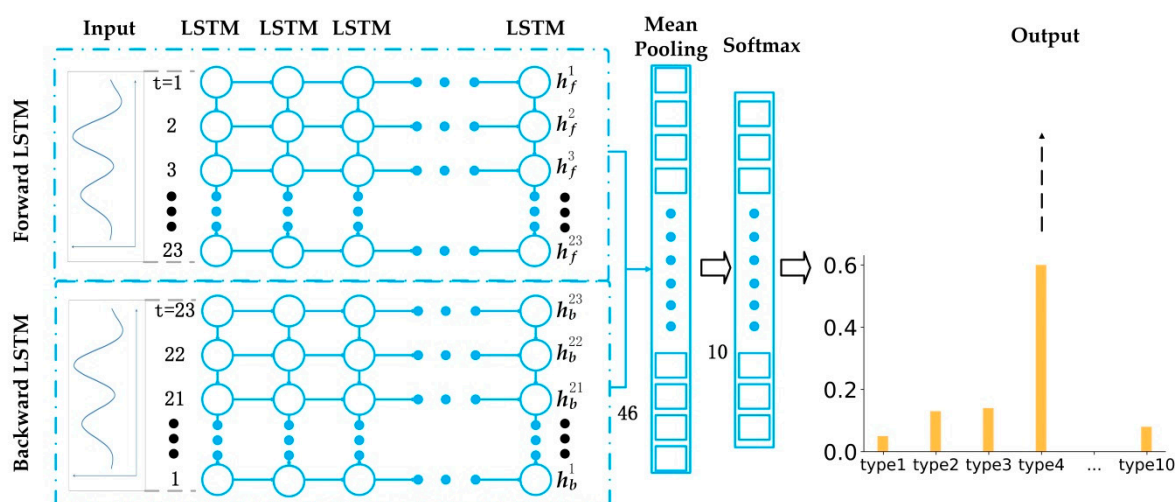 Input
LSTM LSTM LSTM LSTM
Mean
Pooling
Softmax
Output
Forward LSTM
t=1
2
3
23
h_f^1
h_f^2
h_f^3
h_f^23
Backward LSTM
t=23
22
21
1
h_b^23
h_b^22
h_b^21
h_b^1
46
10
0.6
0.4
0.2
0.0
type1 type2 type3 type4 ... type10